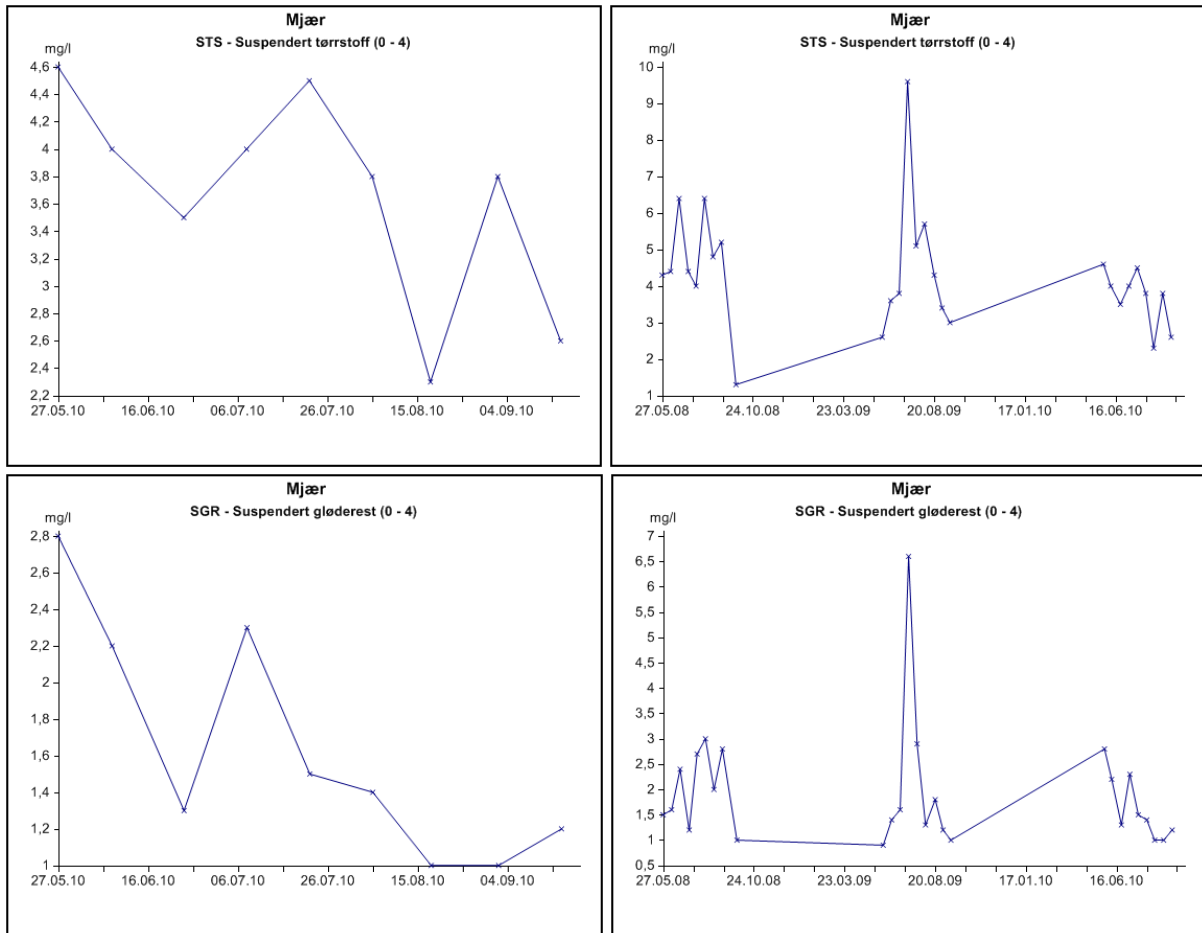 Mjær
STS - Suspendert tørrstoff (0 - 4)
mg/l
4,6
4,4
4,2
4
3,8
3,6
3,4
3,2
3
2,8
2,6
2,4
2,2
27.05.10 16.06.10 06.07.10 26.07.10 15.08.10 04.09.10
Mjær
STS - Suspendert tørrstoff (0 - 4)
mg/l
10
9
8
7
6
5
4
3
2
1
27.05.08 24.10.08 23.03.09 20.08.09 17.01.10 16.06.10
Mjær
SGR - Suspendert gløderest (0 - 4)
mg/l
2,8
2,6
2,4
2,2
2
1,8
1,6
1,4
1,2
1
27.05.10 16.06.10 06.07.10 26.07.10 15.08.10 04.09.10
Mjær
SGR - Suspendert gløderest (0 - 4)
mg/l
7
6,5
6
5,5
5
4,5
4
3,5
3
2,5
2
1,5
1
0,5
27.05.08 24.10.08 23.03.09 20.08.09 17.01.10 16.06.10